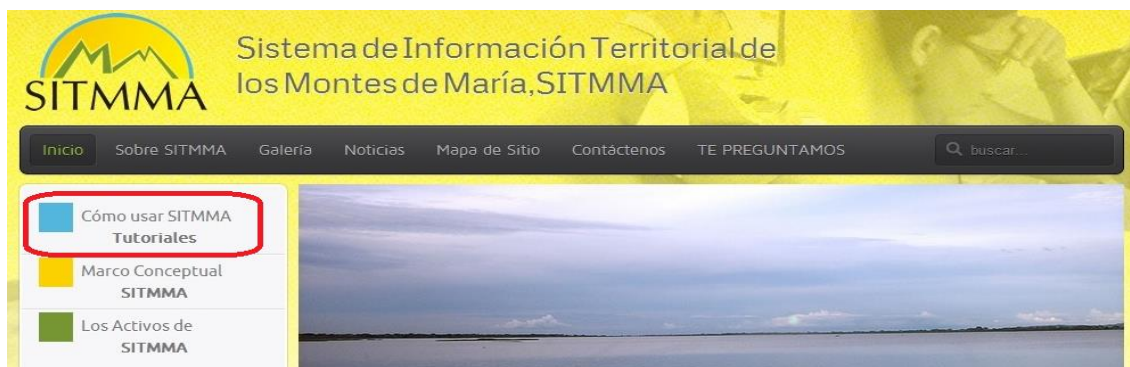 SITMMA
Sistema de Información Territorial de
los Montes de María, SITMMA
Inicio Sobre SITMMA Galería Noticias Mapa de Sitio Contáctenos TE PREGUNTAMOS buscar...
Cómo usar SITMMA
Tutoriales
Marco Conceptual
SITMMA
Los Activos de
SITMMA